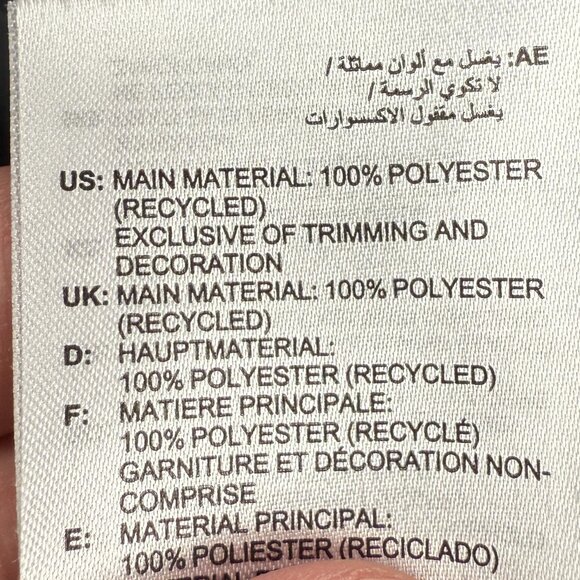 AE: يغسل مع ألوان مماثلة /
لا تكوي الرسمة /
يغسل مقفول الاكسسوارات
US: MAIN MATERIAL: 100% POLYESTER
(RECYCLED)
EXCLUSIVE OF TRIMMING AND
DECORATION
UK: MAIN MATERIAL: 100% POLYESTER
(RECYCLED)
D: HAUPTMATERIAL:
100% POLYESTER (RECYCLED)
F: MATIERE PRINCIPALE:
100% POLYESTER (RECYCLÉ)
GARNITURE ET DÉCORATION NON-
COMPRISE
E: MATERIAL PRINCIPAL:
100% POLIESTER (RECICLADO)